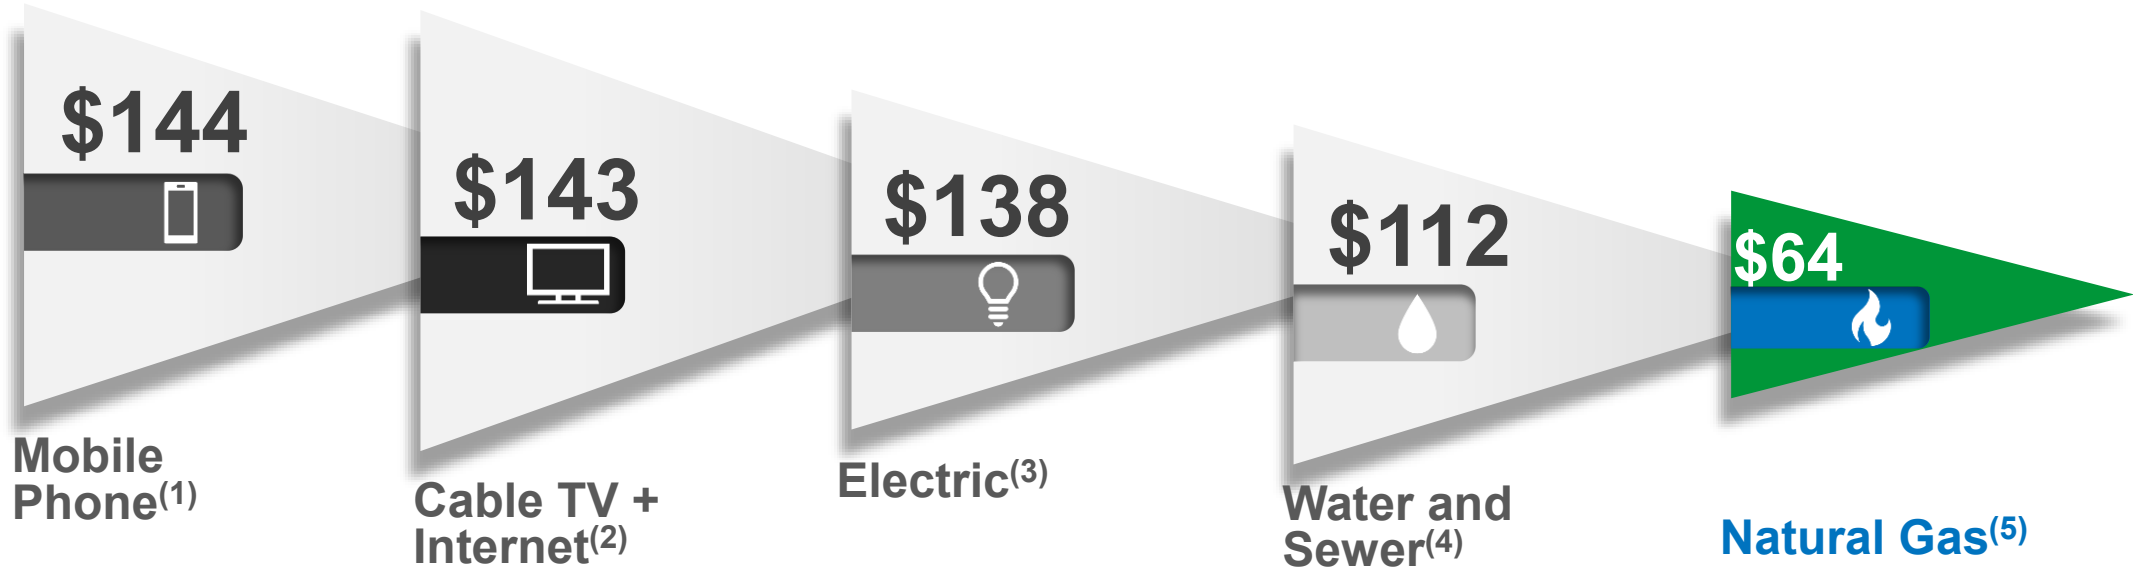 $144
Mobile
Phone(1)
$143
Cable TV +
Internet(2)
$138
Electric(3)
$112
Water and
Sewer(4)
$64
Natural Gas(5)